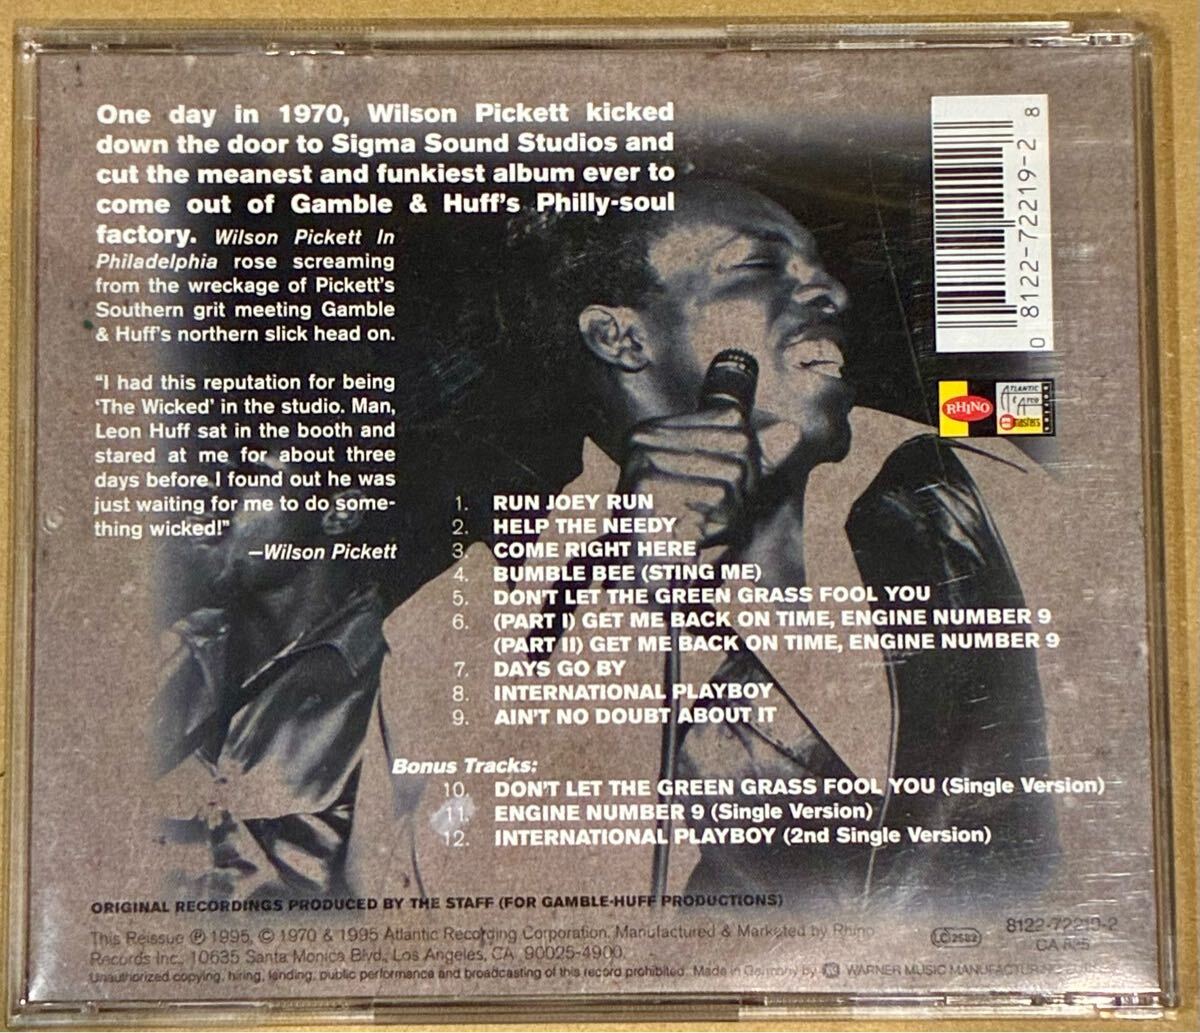 One day in 1970, Wilson Pickett kicked
down the door to Sigma Sound Studios and
cut the meanest and funkiest album ever to
come out of Gamble & Huff's Philly-soul
factory. Wilson Pickett In
Philadelphia rose screaming
from the wreckage of Pickett's
Southern grit meeting Gamble
& Huff's northern slick head on.
"I had this reputation for being
'The Wicked' in the studio. Man,
Leon Huff sat in the booth and
stared at me for about three
days before I found out he was
just waiting for me to do some-
thing wicked!"
—Wilson Pickett
0 8122-72219-2 8
RHINO
ATLANTIC
& ATCO
Remasters
EDITION
1. RUN JOEY RUN
2. HELP THE NEEDY
3. COME RIGHT HERE
4. BUMBLE BEE (STING ME)
5. DON'T LET THE GREEN GRASS FOOL YOU
6. (PART I) GET ME BACK ON TIME, ENGINE NUMBER 9
(PART II) GET ME BACK ON TIME, ENGINE NUMBER 9
7. DAYS GO BY
8. INTERNATIONAL PLAYBOY
9. AIN'T NO DOUBT ABOUT IT
Bonus Tracks:
10. DON'T LET THE GREEN GRASS FOOL YOU (Single Version)
11. ENGINE NUMBER 9 (Single Version)
12. INTERNATIONAL PLAYBOY (2nd Single Version)
ORIGINAL RECORDINGS PRODUCED BY THE STAFF (FOR GAMBLE-HUFF PRODUCTIONS)
This Reissue ℗ 1995, © 1970 & 1995 Atlantic Recording Corporation. Manufactured & Marketed by Rhino
Records Inc., 10635 Santa Monica Blvd., Los Angeles, CA 90025-4900.
Unauthorized copying, hiring, lending, public performance and broadcasting of this record prohibited. Made in Germany by WARNER MUSIC MANUFACTURING
LC 2582
8122-72219-2
CA 835